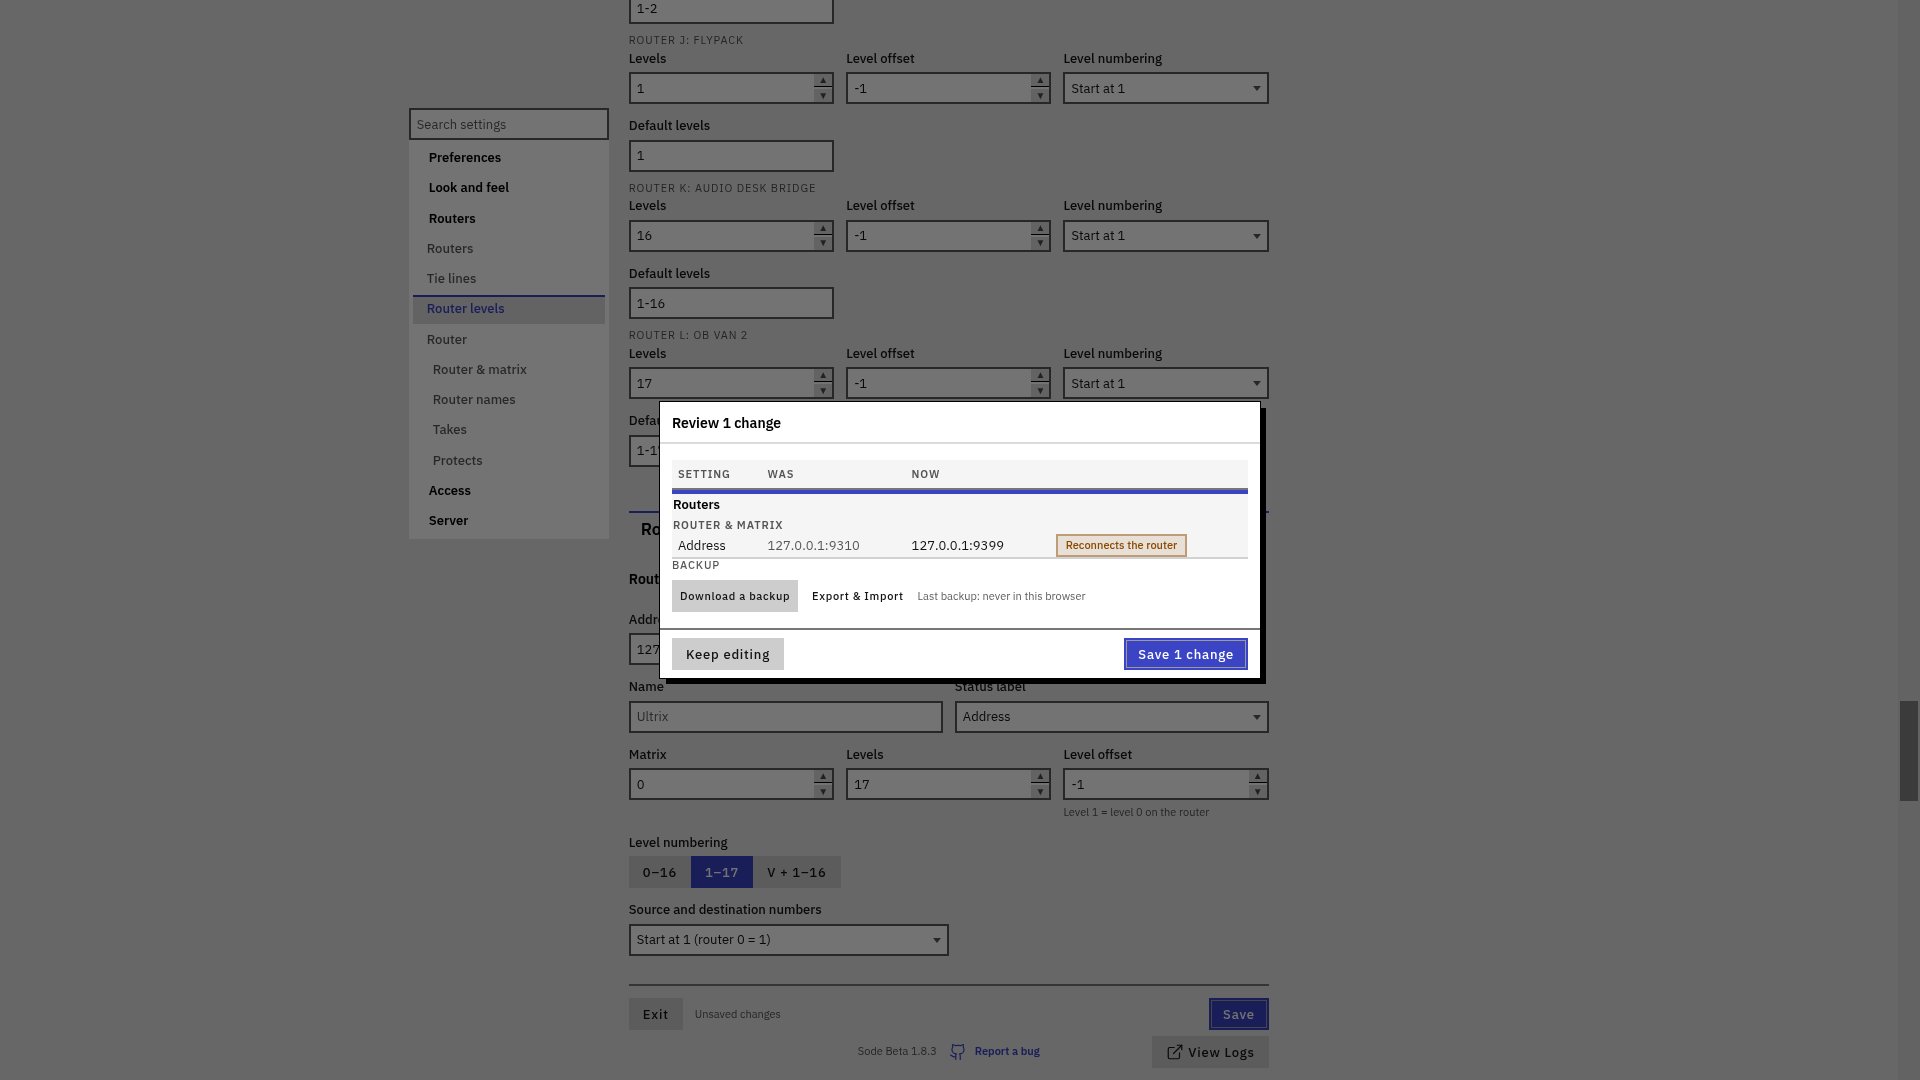 1-2
ROUTER J: FLYPACK
Levels Level offset Level numbering
1 -1 Start at 1
Default levels
1
ROUTER K: AUDIO DESK BRIDGE
Levels Level offset Level numbering
16 -1 Start at 1
Default levels
1-16
ROUTER L: OB VAN 2
Levels Level offset Level numbering
17 -1 Start at 1
Search settings
Preferences
Look and feel
Routers
Routers
Tie lines
Router levels
Router
Router & matrix
Router names
Takes
Protects
Access
Server
Review 1 change
SETTING WAS NOW
Routers
ROUTER & MATRIX
Address 127.0.0.1:9310 127.0.0.1:9399 Reconnects the router
BACKUP
Download a backup Export & Import Last backup: never in this browser
Keep editing Save 1 change
Name Status label
Ultrix Address
Matrix Levels Level offset
0 17 -1
Level 1 = level 0 on the router
Level numbering
0–16 1–17 V + 1–16
Source and destination numbers
Start at 1 (router 0 = 1)
Exit Unsaved changes Save
Sode Beta 1.8.3 Report a bug View Logs